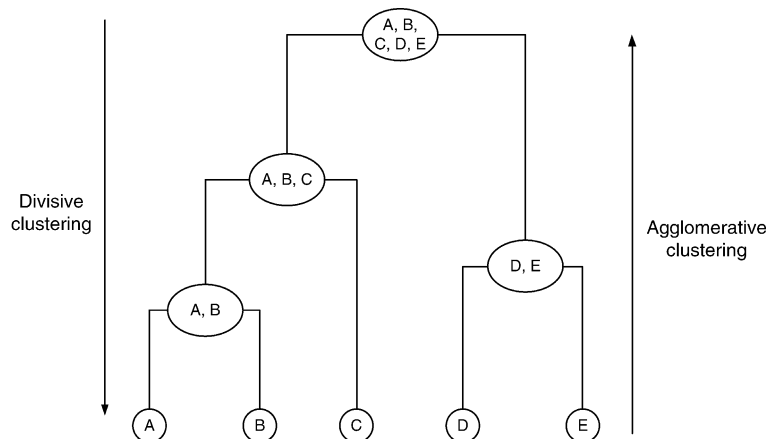 A, B,
C, D, E
A, B, C
Divisive
clustering
Agglomerative
clustering
D, E
A, B
A
B
C
D
E